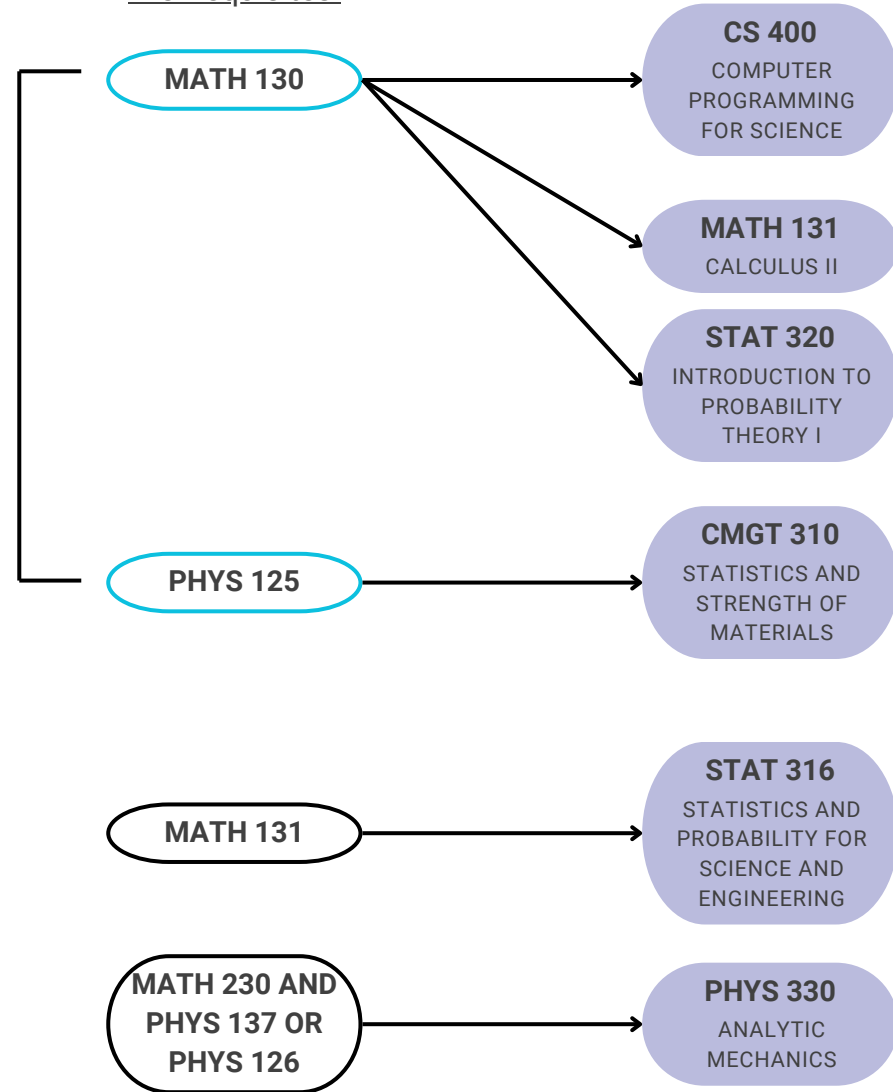 MATH 130
CS 400
COMPUTER
PROGRAMMING
FOR SCIENCE
MATH 131
CALCULUS II
STAT 320
INTRODUCTION TO
PROBABILITY
THEORY I
PHYS 125
CMGT 310
STATISTICS AND
STRENGTH OF
MATERIALS
MATH 131
STAT 316
STATISTICS AND
PROBABILITY FOR
SCIENCE AND
ENGINEERING
MATH 230 AND
PHYS 137 OR
PHYS 126
PHYS 330
ANALYTIC
MECHANICS